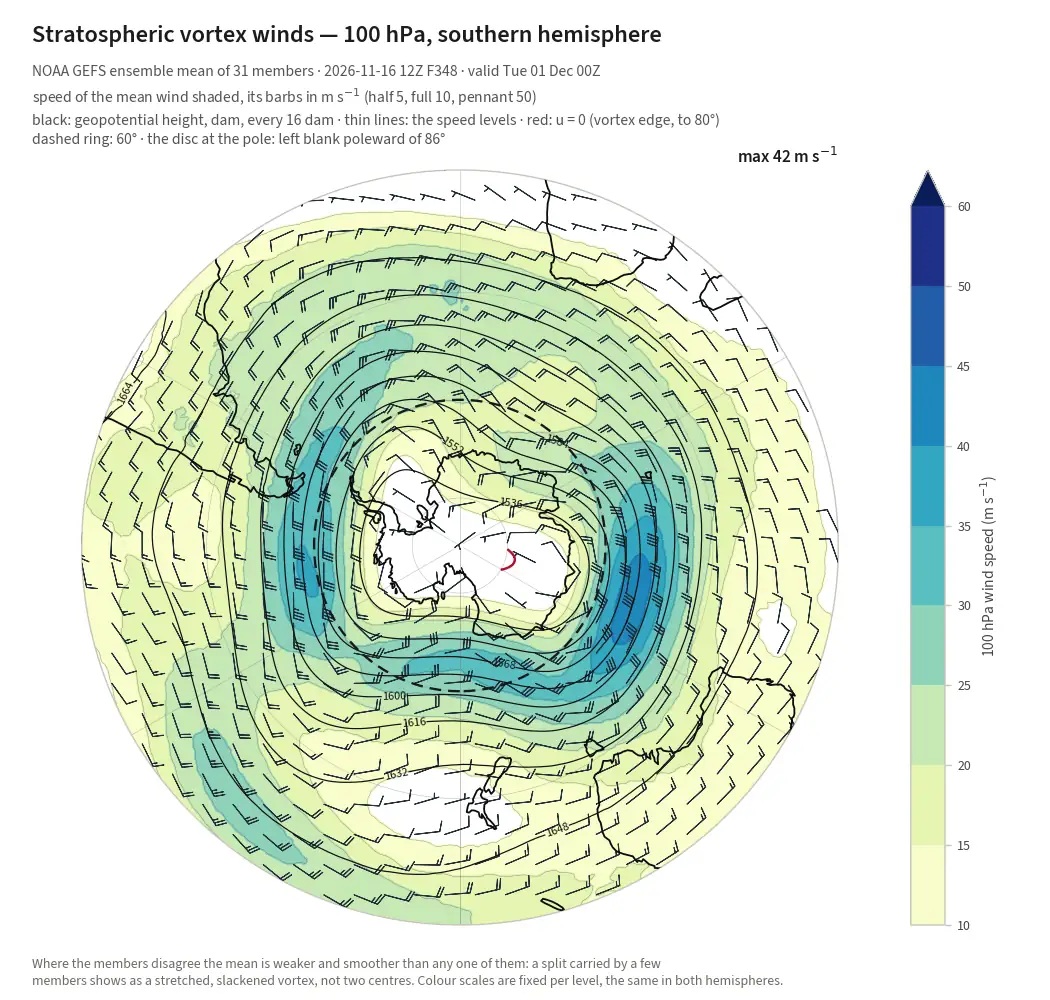 Stratospheric vortex winds — 100 hPa, southern hemisphere
NOAA GEFS ensemble mean of 31 members · 2026-11-16 12Z F348 · valid Tue 01 Dec 00Z
speed of the mean wind shaded, its barbs in m s⁻¹ (half 5, full 10, pennant 50)
black: geopotential height, dam, every 16 dam · thin lines: the speed levels · red: u = 0 (vortex edge, to 80°)
dashed ring: 60° · the disc at the pole: left blank poleward of 86°
max 42 m s⁻¹
60
50
45
40
35
30
25
20
15
10
100 hPa wind speed (m s⁻¹)
1664
1552
1536
1568
1600
1616
1632
1648
Where the members disagree the mean is weaker and smoother than any one of them: a split carried by a few
members shows as a stretched, slackened vortex, not two centres. Colour scales are fixed per level, the same in both hemispheres.